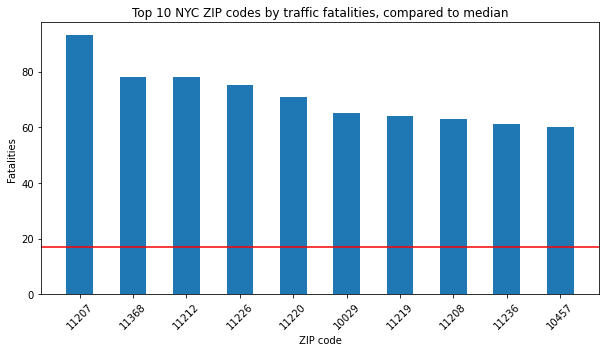 Top 10 NYC ZIP codes by traffic fatalities, compared to median
Fatalities
80
60
40
20
0
11207 11368 11212 11226 11220 10029 11219 11208 11236 10457
ZIP code